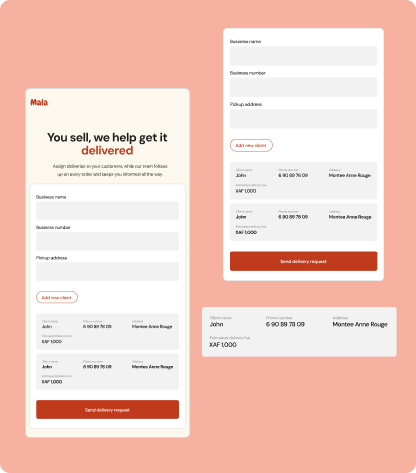 Mala
You sell, we help get it
delivered
Assign deliveries to your customers, while our team follows
up on every order and keeps you informed all the way.
Business name
Business number
Pickup address
Add new client
Client name Phone number Address
John 6 90 89 78 09 Montee Anne Rouge
Estimated delivery fee
XAF 1,000
Client name Phone number Address
John 6 90 89 78 09 Montee Anne Rouge
Estimated delivery fee
XAF 1,000
Send delivery request
Business name
Business number
Pickup address
Add new client
Client name Phone number Address
John 6 90 89 78 09 Montee Anne Rouge
Estimated delivery fee
XAF 1,000
Client name Phone number Address
John 6 90 89 78 09 Montee Anne Rouge
Estimated delivery fee
XAF 1,000
Send delivery request
Client name Phone number Address
John 6 90 89 78 09 Montee Anne Rouge
Estimated delivery fee
XAF 1,000